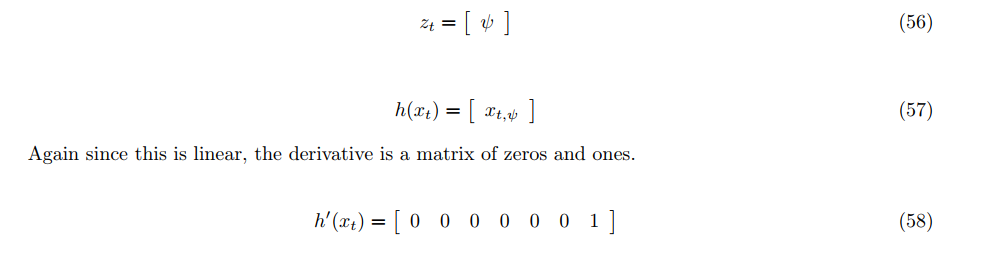 z_t = [ ψ ] (56)
h(x_t) = [ x_{t,ψ} ] (57)
Again since this is linear, the derivative is a matrix of zeros and ones.
h′(x_t) = [ 0 0 0 0 0 0 1 ] (58)